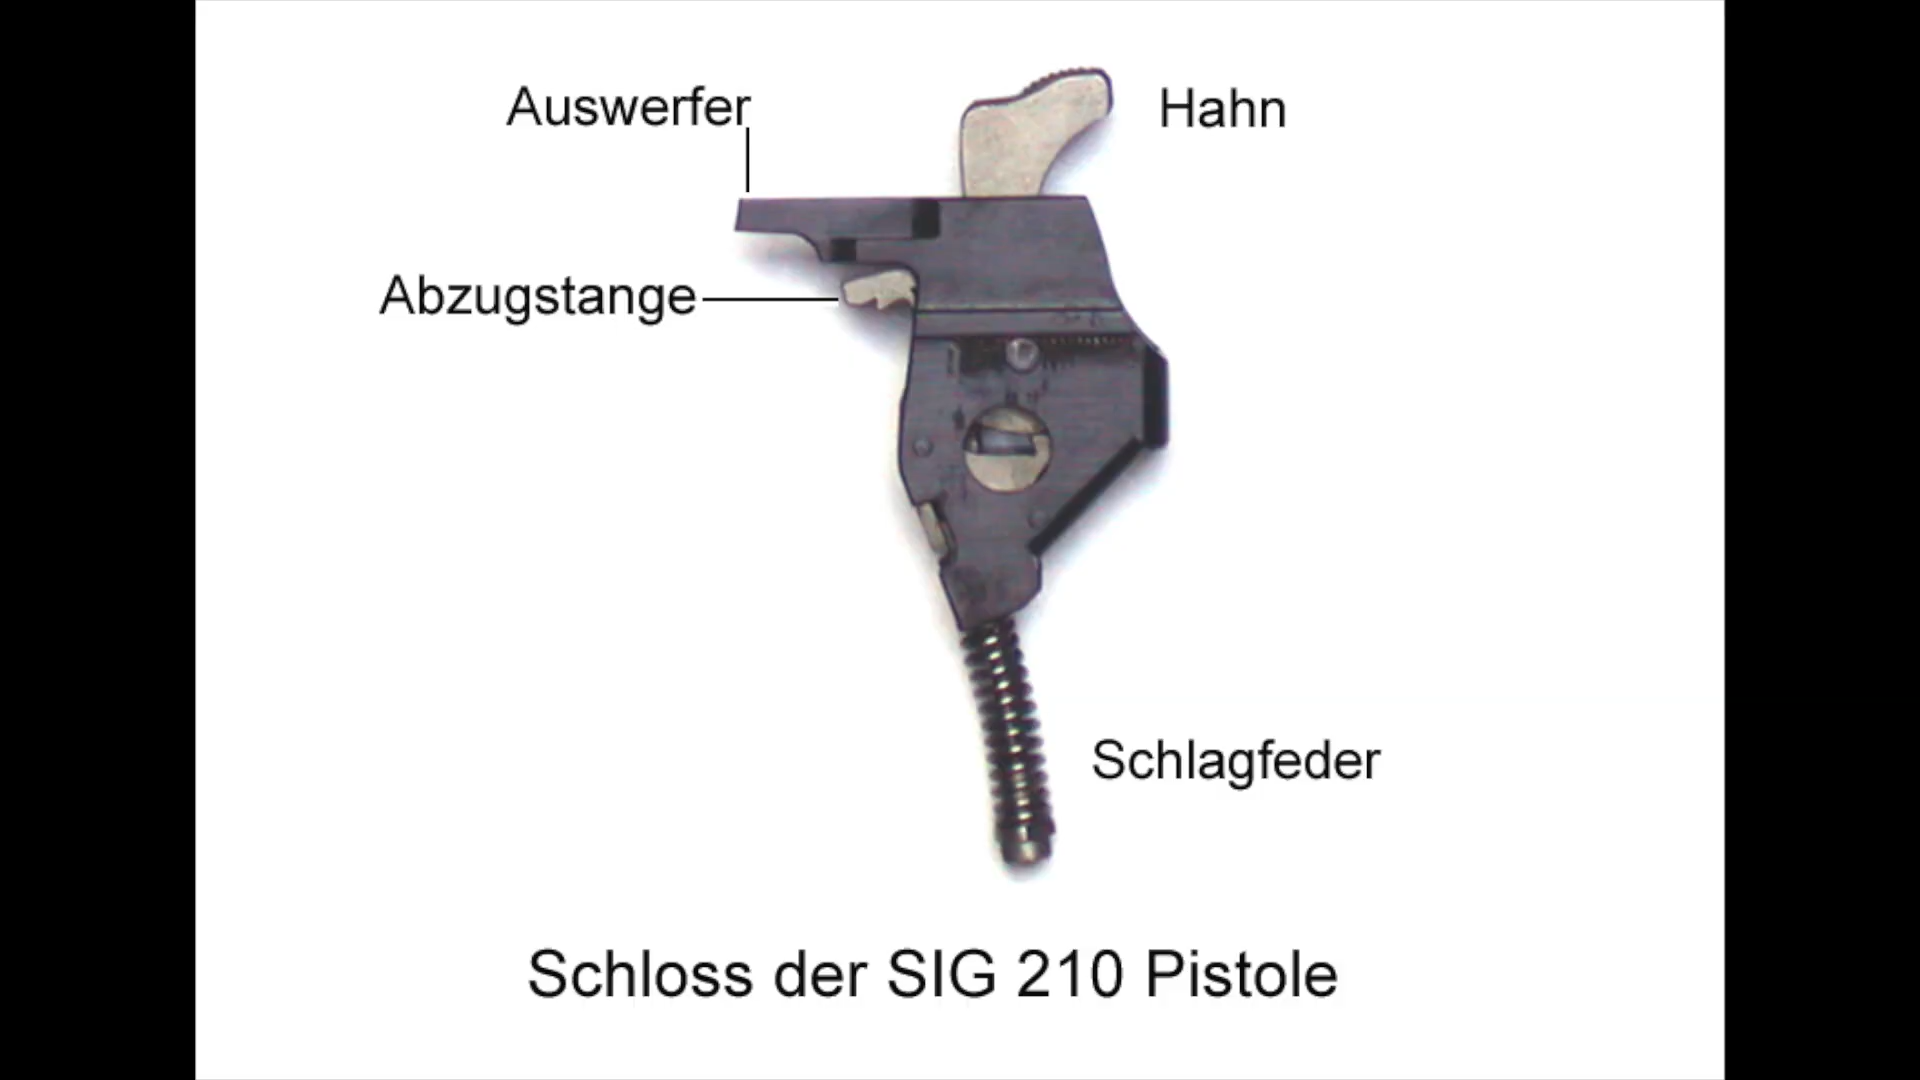 Auswerfer
Hahn
Abzugstange
Schlagfeder
Schloss der SIG 210 Pistole